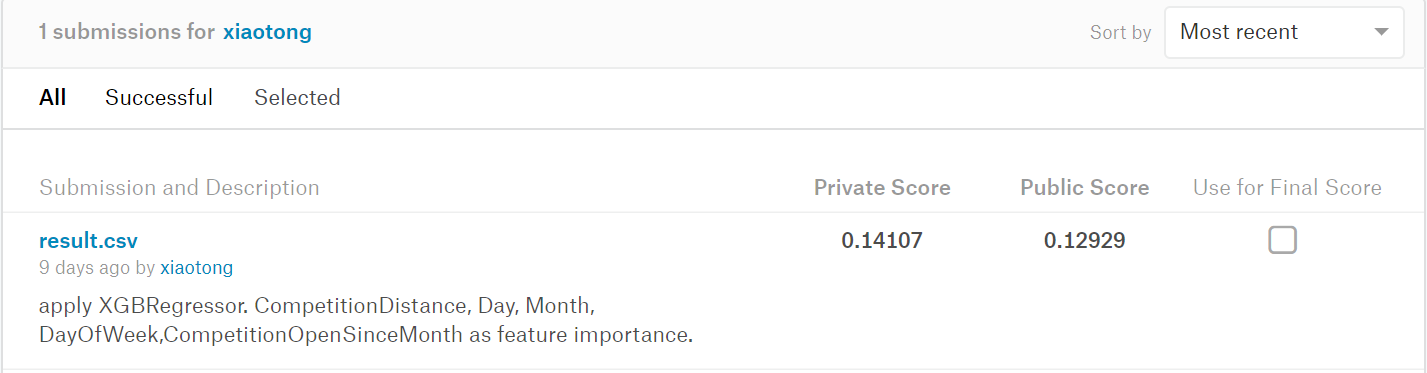 1 submissions for xiaotong
Sort by Most recent
All Successful Selected
Submission and Description Private Score Public Score Use for Final Score
result.csv 0.14107 0.12929
9 days ago by xiaotong
apply XGBRegressor. CompetitionDistance, Day, Month,
DayOfWeek,CompetitionOpenSinceMonth as feature importance.